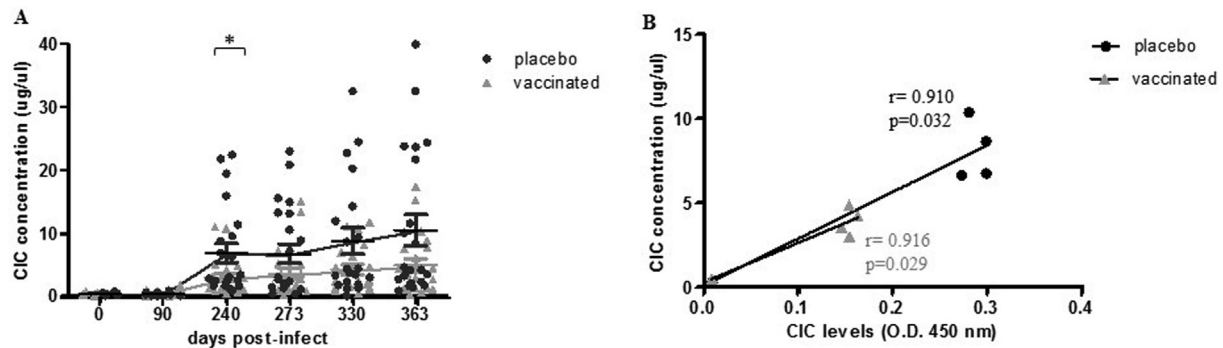 A
*
CIC concentration (ug/ul)
40
30
20
10
0
0 90 240 273 330 363
days post-infect
placebo
vaccinated
B
CIC concentration (ug/ul)
15
10
5
0
0.0 0.1 0.2 0.3 0.4
CIC levels (O.D. 450 nm)
r= 0.910
p=0.032
r= 0.916
p=0.029
placebo
vaccinated